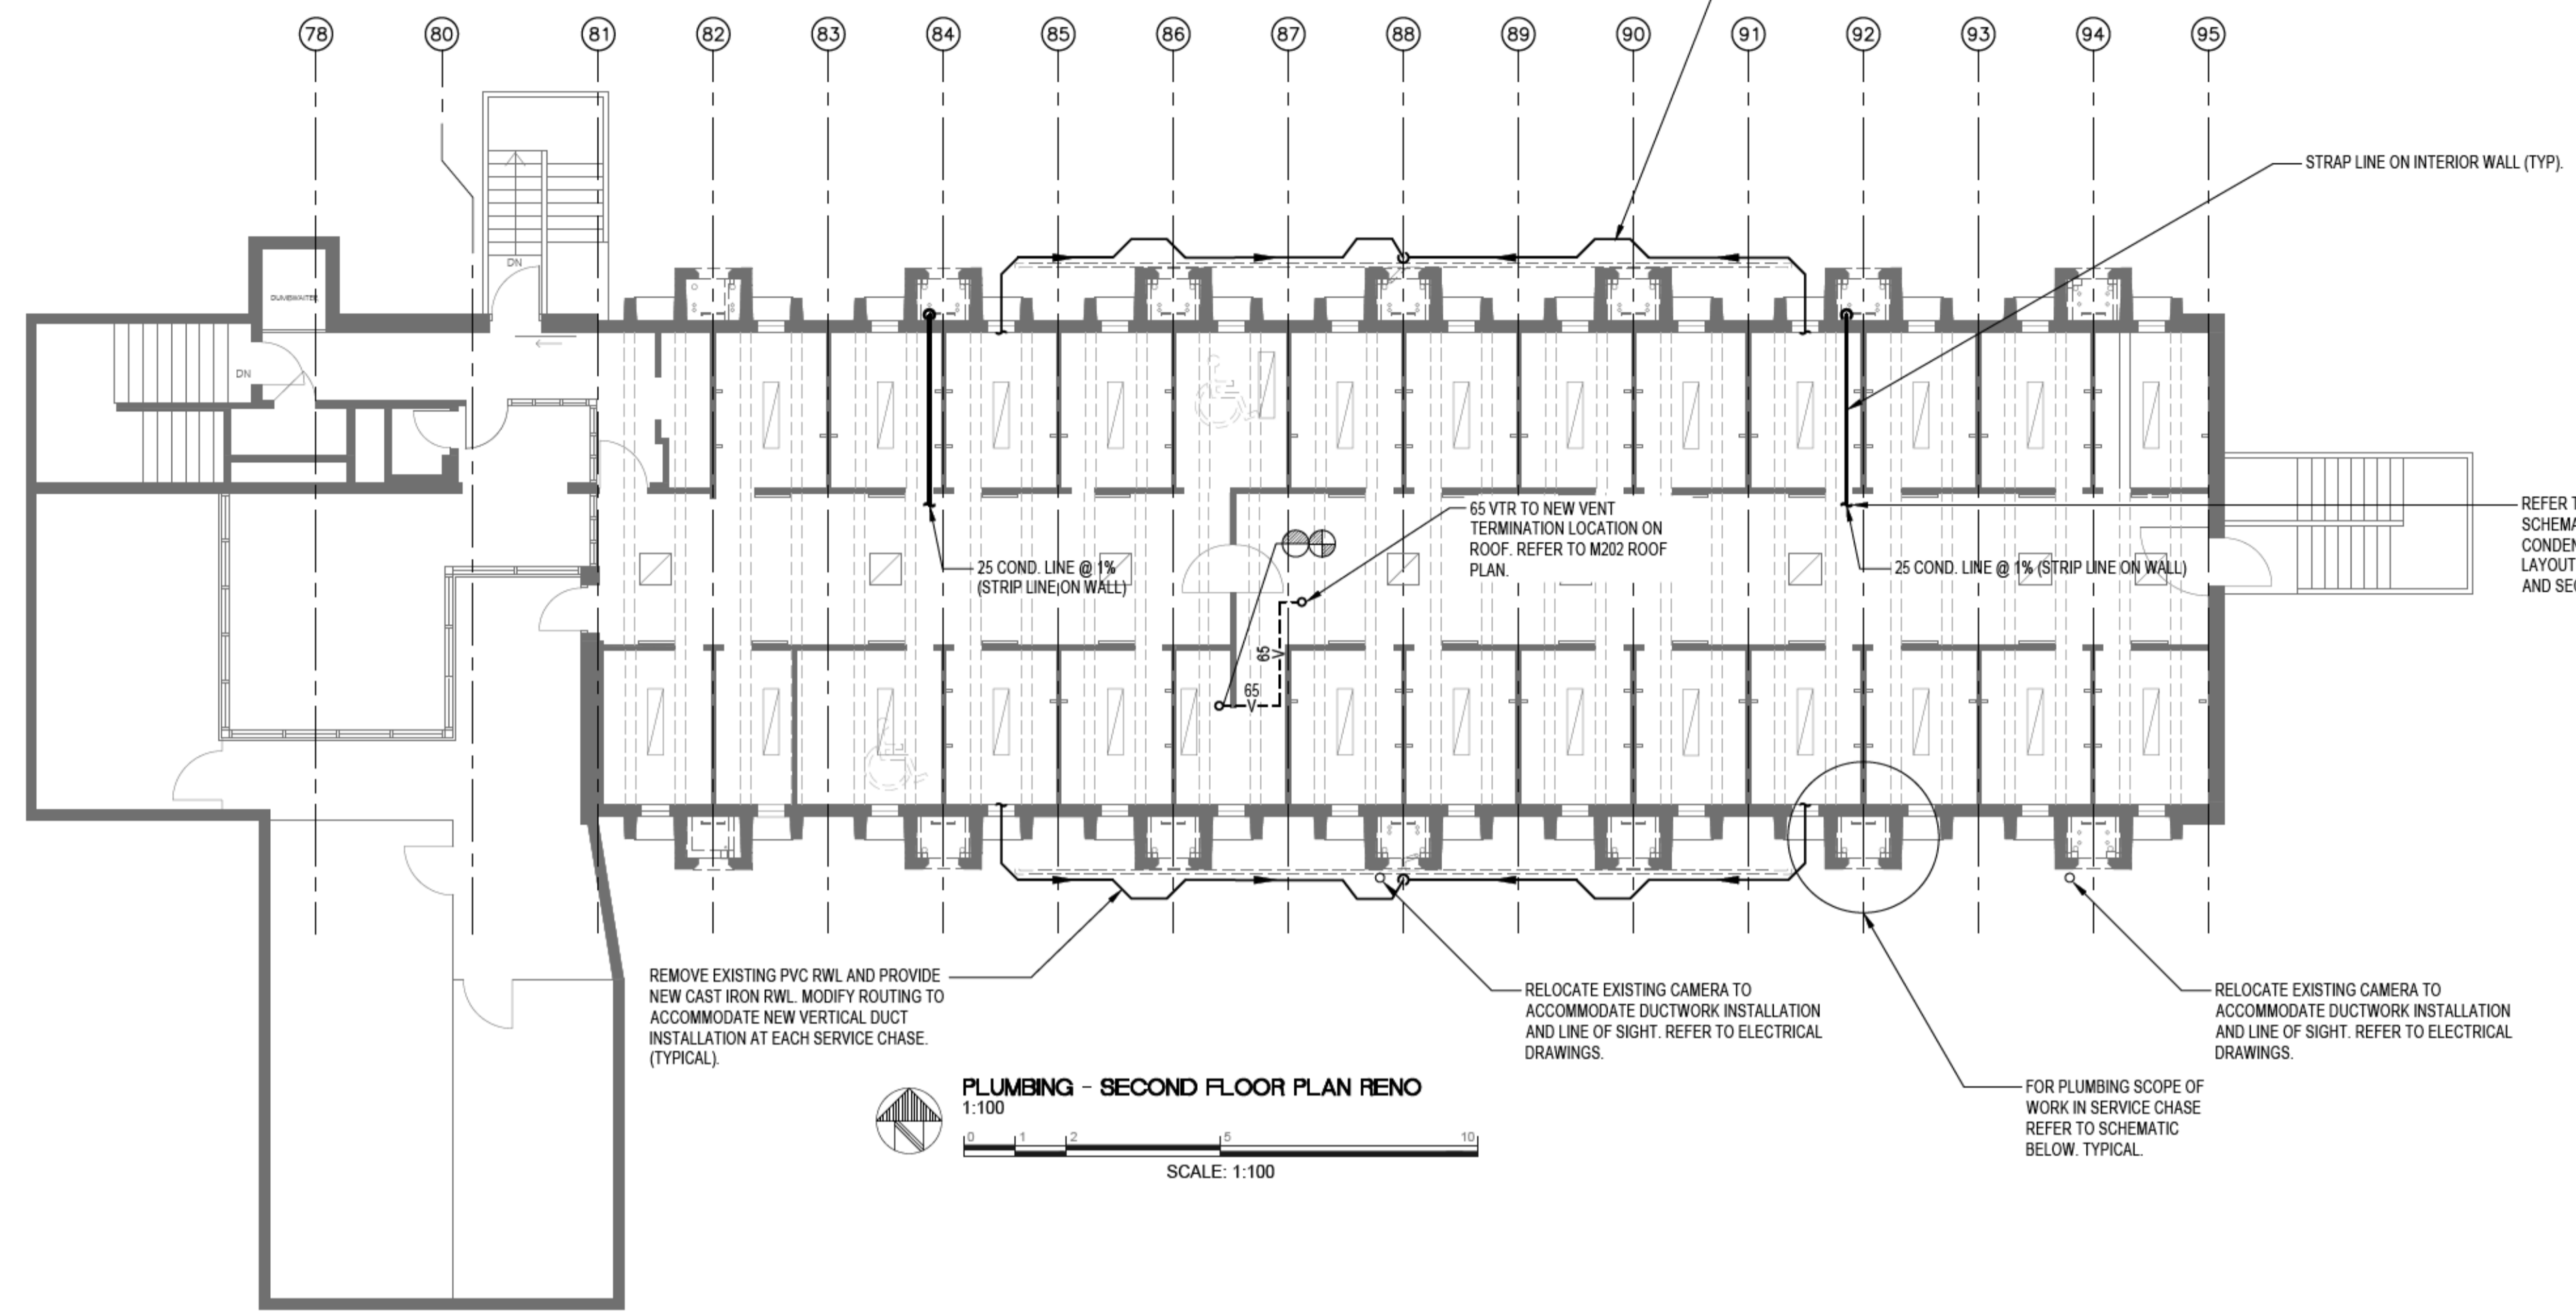 78 80 81 82 83 84 85 86 87 88 89 90 91 92 93 94 95
STRAP LINE ON INTERIOR WALL (TYP).
DN
DUMBWAITER
DN
65 VTR TO NEW VENT
TERMINATION LOCATION ON
ROOF. REFER TO M202 ROOF
PLAN.
REFER T
SCHEMA
CONDEN
LAYOUT
AND SE
25 COND. LINE @ 1%
(STRIP LINE ON WALL)
25 COND. LINE @ 1% (STRIP LINE ON WALL)
65
V
65
V
REMOVE EXISTING PVC RWL AND PROVIDE
NEW CAST IRON RWL. MODIFY ROUTING TO
ACCOMMODATE NEW VERTICAL DUCT
INSTALLATION AT EACH SERVICE CHASE.
(TYPICAL).
RELOCATE EXISTING CAMERA TO
ACCOMMODATE DUCTWORK INSTALLATION
AND LINE OF SIGHT. REFER TO ELECTRICAL
DRAWINGS.
RELOCATE EXISTING CAMERA TO
ACCOMMODATE DUCTWORK INSTALLATION
AND LINE OF SIGHT. REFER TO ELECTRICAL
DRAWINGS.
FOR PLUMBING SCOPE OF
WORK IN SERVICE CHASE
REFER TO SCHEMATIC
BELOW. TYPICAL.
PLUMBING - SECOND FLOOR PLAN RENO
1:100
0 1 2 5 10
SCALE: 1:100